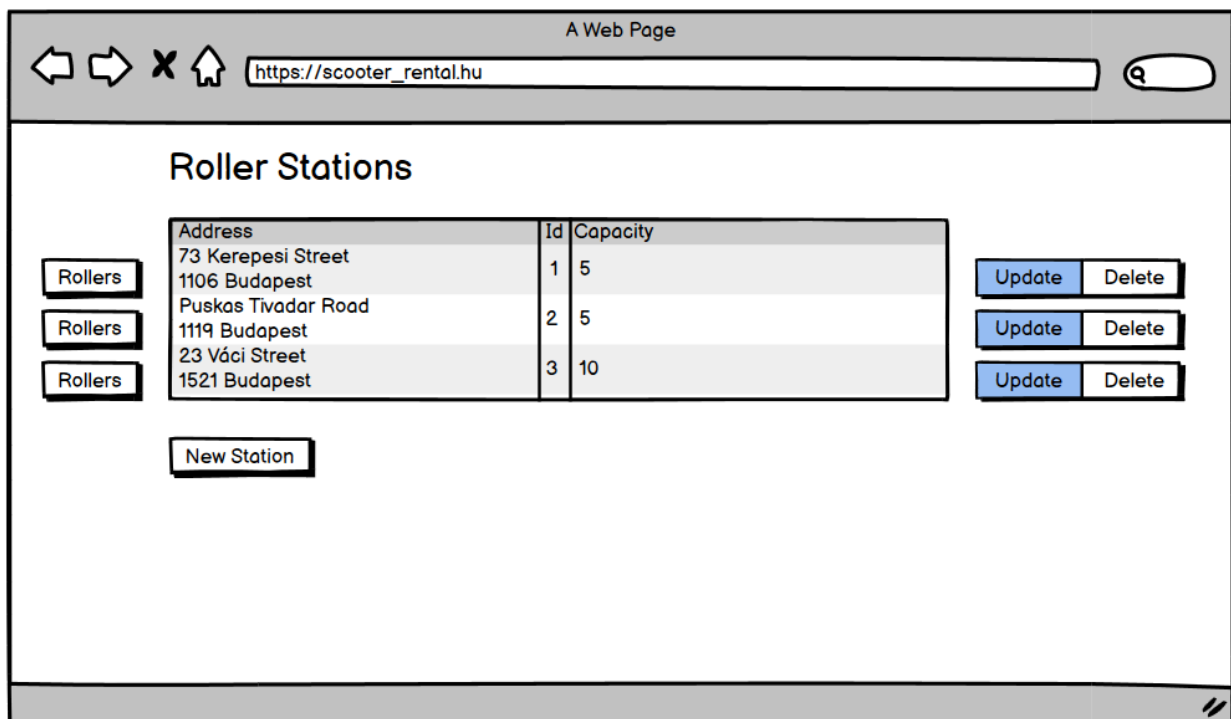 A Web Page
https://scooter_rental.hu
Roller Stations
Address Id Capacity
73 Kerepesi Street
1106 Budapest
1 5
Rollers
Update Delete
Puskas Tivadar Road
1119 Budapest
2 5
Rollers
Update Delete
23 Váci Street
1521 Budapest
3 10
Rollers
Update Delete
New Station